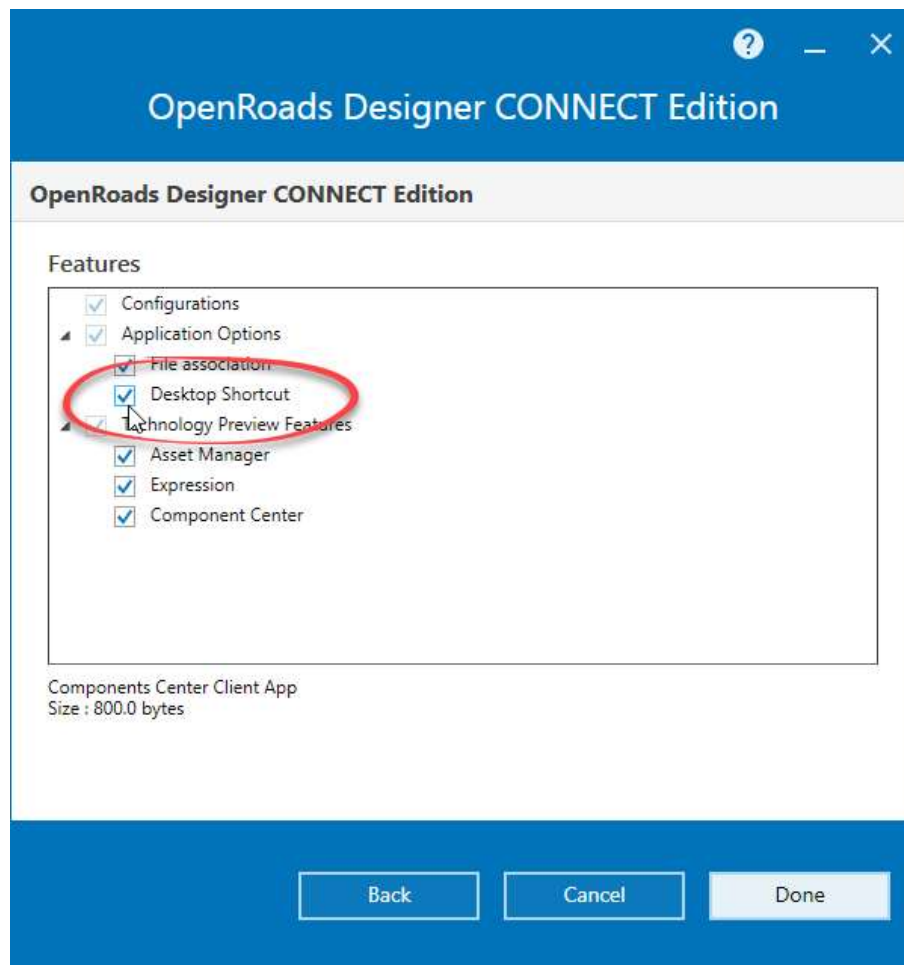 OpenRoads Designer CONNECT Edition
OpenRoads Designer CONNECT Edition
Features
Configurations
Application Options
File association
Desktop Shortcut
Technology Preview Features
Asset Manager
Expression
Component Center
Components Center Client App
Size : 800.0 bytes
Back
Cancel
Done